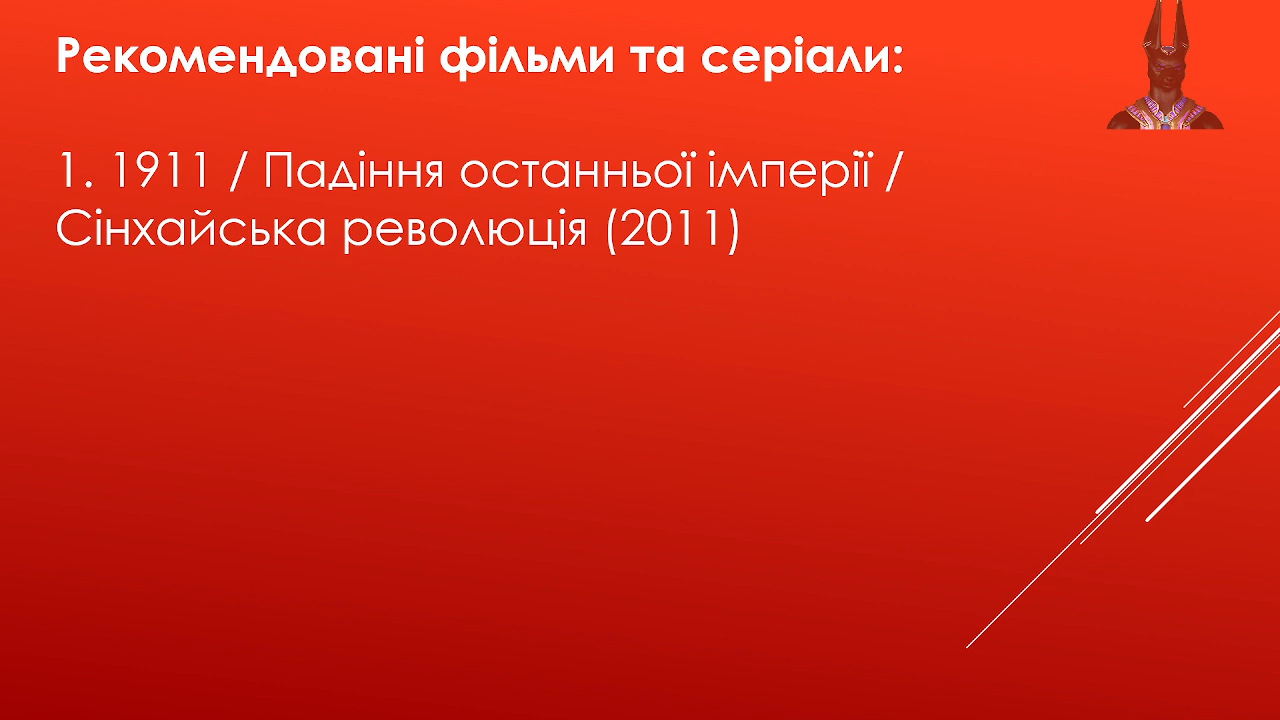 Рекомендовані фільми та серіали:
1. 1911 / Падіння останньої імперії /
Сінхайська революція (2011)